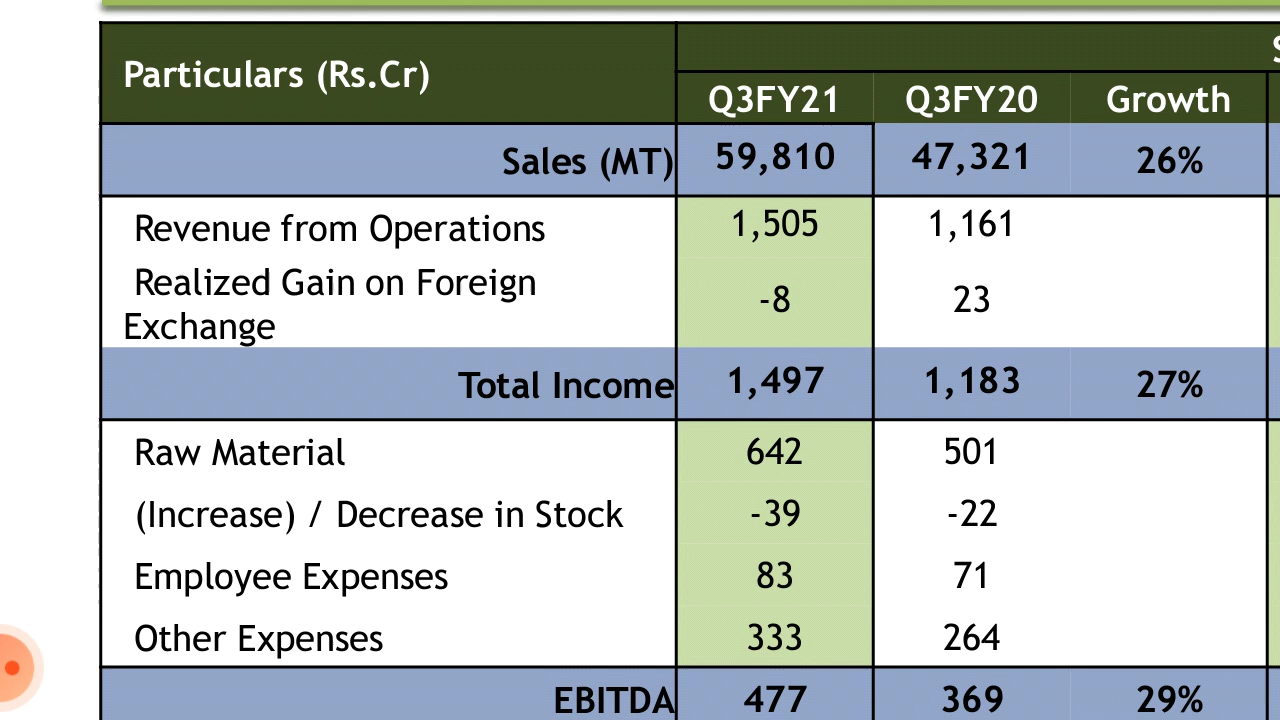 Particulars (Rs.Cr)
Q3FY21 Q3FY20 Growth
Sales (MT) 59,810 47,321 26%
Revenue from Operations 1,505 1,161
Realized Gain on Foreign
Exchange -8 23
Total Income 1,497 1,183 27%
Raw Material 642 501
(Increase) / Decrease in Stock -39 -22
Employee Expenses 83 71
Other Expenses 333 264
EBITDA 477 369 29%